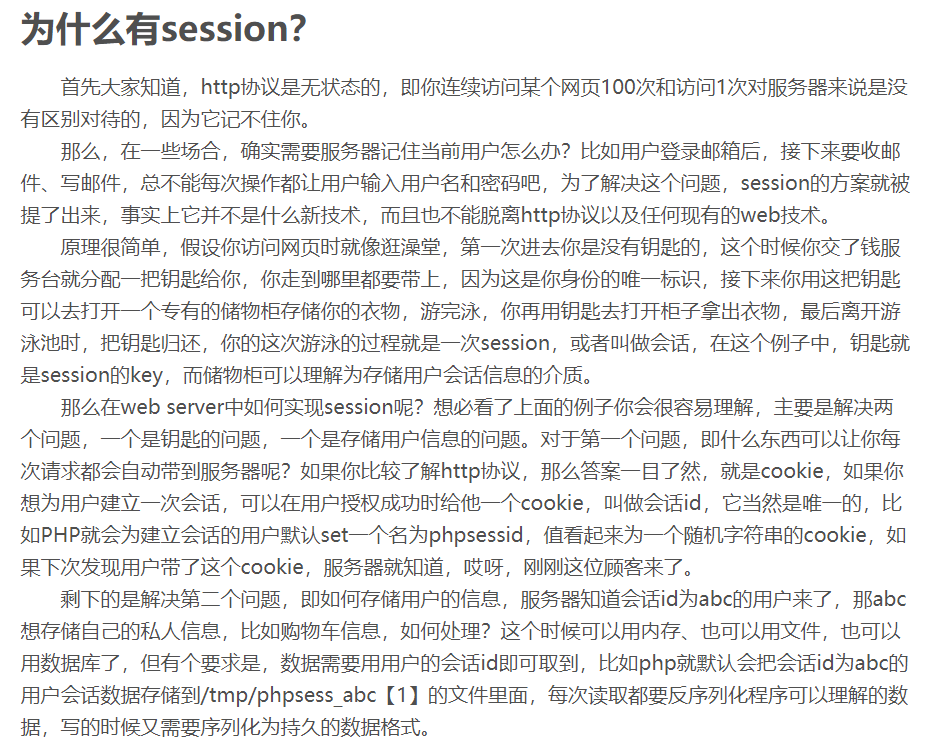 为什么有session?
首先大家知道，http协议是无状态的，即你连续访问某个网页100次和访问1次对服务器来说是没
有区别对待的，因为它记不住你。
那么，在一些场合，确实需要服务器记住当前用户怎么办？比如用户登录邮箱后，接下来要收邮
件、写邮件，总不能每次操作都让用户输入用户名和密码吧，为了解决这个问题，session的方案就被
提了出来，事实上它并不是什么新技术，而且也不能脱离http协议以及任何现有的web技术。
原理很简单，假设你访问网页时就像逛澡堂，第一次进去你是没有钥匙的，这个时候你交了钱服
务台就分配一把钥匙给你，你走到哪里都要带上，因为这是你身份的唯一标识，接下来你用这把钥匙
可以去打开一个专有的储物柜存储你的衣物，游完泳，你再用钥匙去打开柜子拿出衣物，最后离开游
泳池时，把钥匙归还，你的这次游泳的过程就是一次session，或者叫做会话，在这个例子中，钥匙就
是session的key，而储物柜可以理解为存储用户会话信息的介质。
那么在web server中如何实现session呢？想必看了上面的例子你会很容易理解，主要是解决两
个问题，一个是钥匙的问题，一个是存储用户信息的问题。对于第一个问题，即什么东西可以让你每
次请求都会自动带到服务器呢？如果你比较了解http协议，那么答案一目了然，就是cookie，如果你
想为用户建立一次会话，可以在用户授权成功时给他一个cookie，叫做会话id，它当然是唯一的，比
如PHP就会为建立会话的用户默认set一个名为phpsessid，值看起来为一个随机字符串的cookie，如
果下次发现用户带了这个cookie，服务器就知道，哎呀，刚刚这位顾客来了。
剩下的是解决第二个问题，即如何存储用户的信息，服务器知道会话id为abc的用户来了，那abc
想存储自己的私人信息，比如购物车信息，如何处理？这个时候可以用内存、也可以用文件，也可以
用数据库了，但有个要求是，数据需要用用户的会话id即可取到，比如php就默认会把会话id为abc的
用户会话数据存储到/tmp/phpsess_abc【1】的文件里面，每次读取都要反序列化程序可以理解的数
据，写的时候又需要序列化为持久的数据格式。